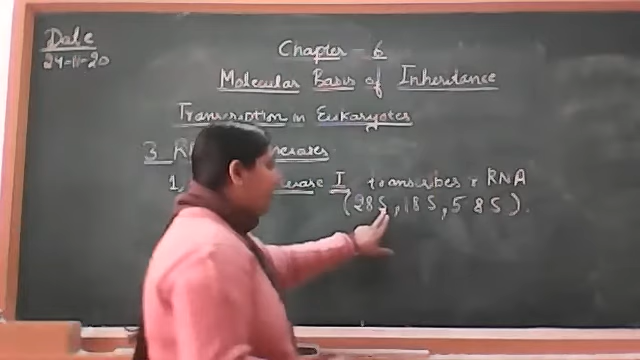 Date
24-11-20
Chapter - 6
Molecular Basis of Inheritance
Transcription in Eukaryotes
3 
1, I transcribes r RNA
(28S, 18S, 5 8S).